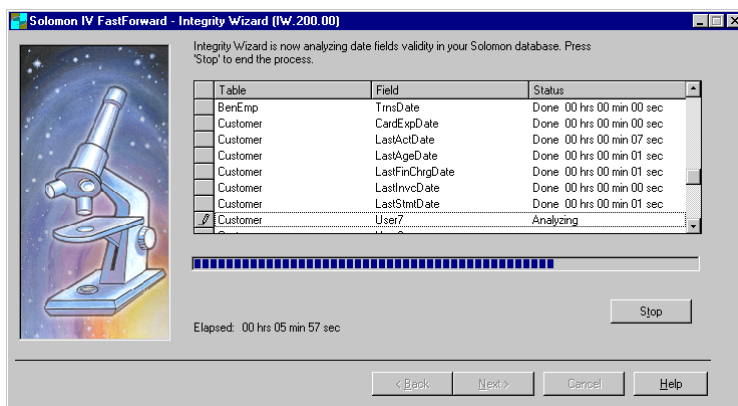 Solomon IV FastForward - Integrity Wizard (IW.200.00)
Integrity Wizard is now analyzing date fields validity in your Solomon database. Press
'Stop' to end the process.
Table Field Status
BenEmp TrnsDate Done 00 hrs 00 min 00 sec
Customer CardExpDate Done 00 hrs 00 min 00 sec
Customer LastActDate Done 00 hrs 00 min 07 sec
Customer LastAgeDate Done 00 hrs 00 min 01 sec
Customer LastFinChrgDate Done 00 hrs 00 min 01 sec
Customer LastInvcDate Done 00 hrs 00 min 00 sec
Customer LastStmtDate Done 00 hrs 00 min 01 sec
Customer User7 Analyzing
Stop
Elapsed: 00 hrs 05 min 57 sec
< Back Next > Cancel Help